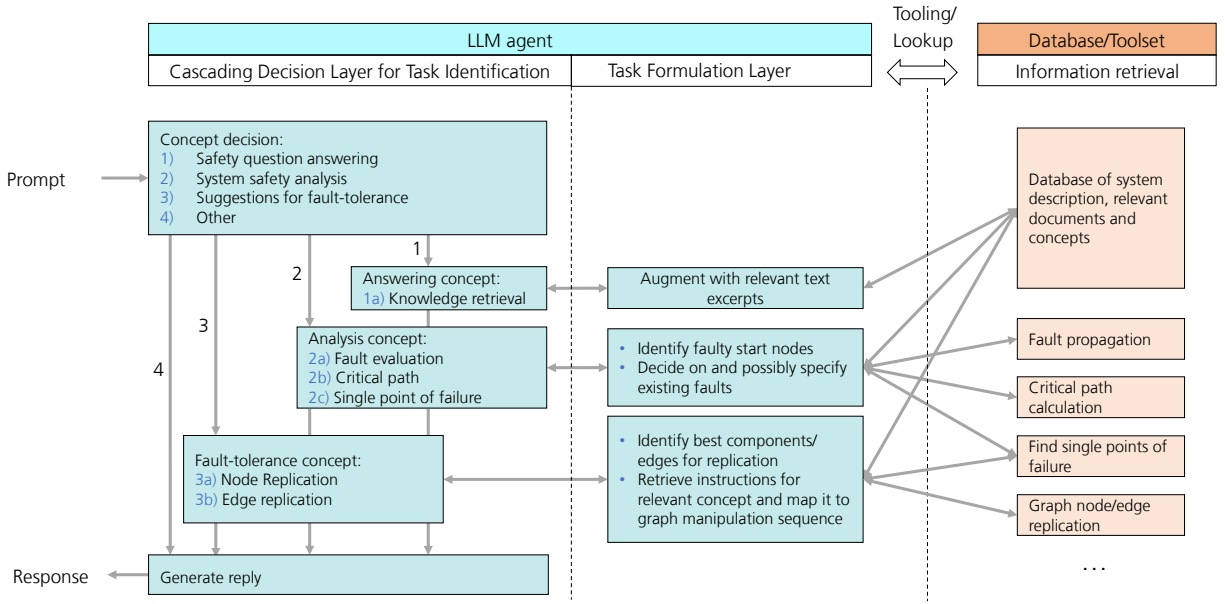 LLM agent
Tooling/
Lookup
Database/Toolset
Cascading Decision Layer for Task Identification
Task Formulation Layer
Information retrieval
Prompt
Concept decision:
1) Safety question answering
2) System safety analysis
3) Suggestions for fault-tolerance
4) Other
1
2
3
4
Answering concept:
1a) Knowledge retrieval
Augment with relevant text
excerpts
Database of system
description, relevant
documents and
concepts
Analysis concept:
2a) Fault evaluation
2b) Critical path
2c) Single point of failure
• Identify faulty start nodes
• Decide on and possibly specify
existing faults
Fault propagation
Critical path
calculation
Fault-tolerance concept:
3a) Node Replication
3b) Edge replication
• Identify best components/
edges for replication
• Retrieve instructions for
relevant concept and map it to
graph manipulation sequence
Find single points of
failure
Graph node/edge
replication
...
Response
Generate reply